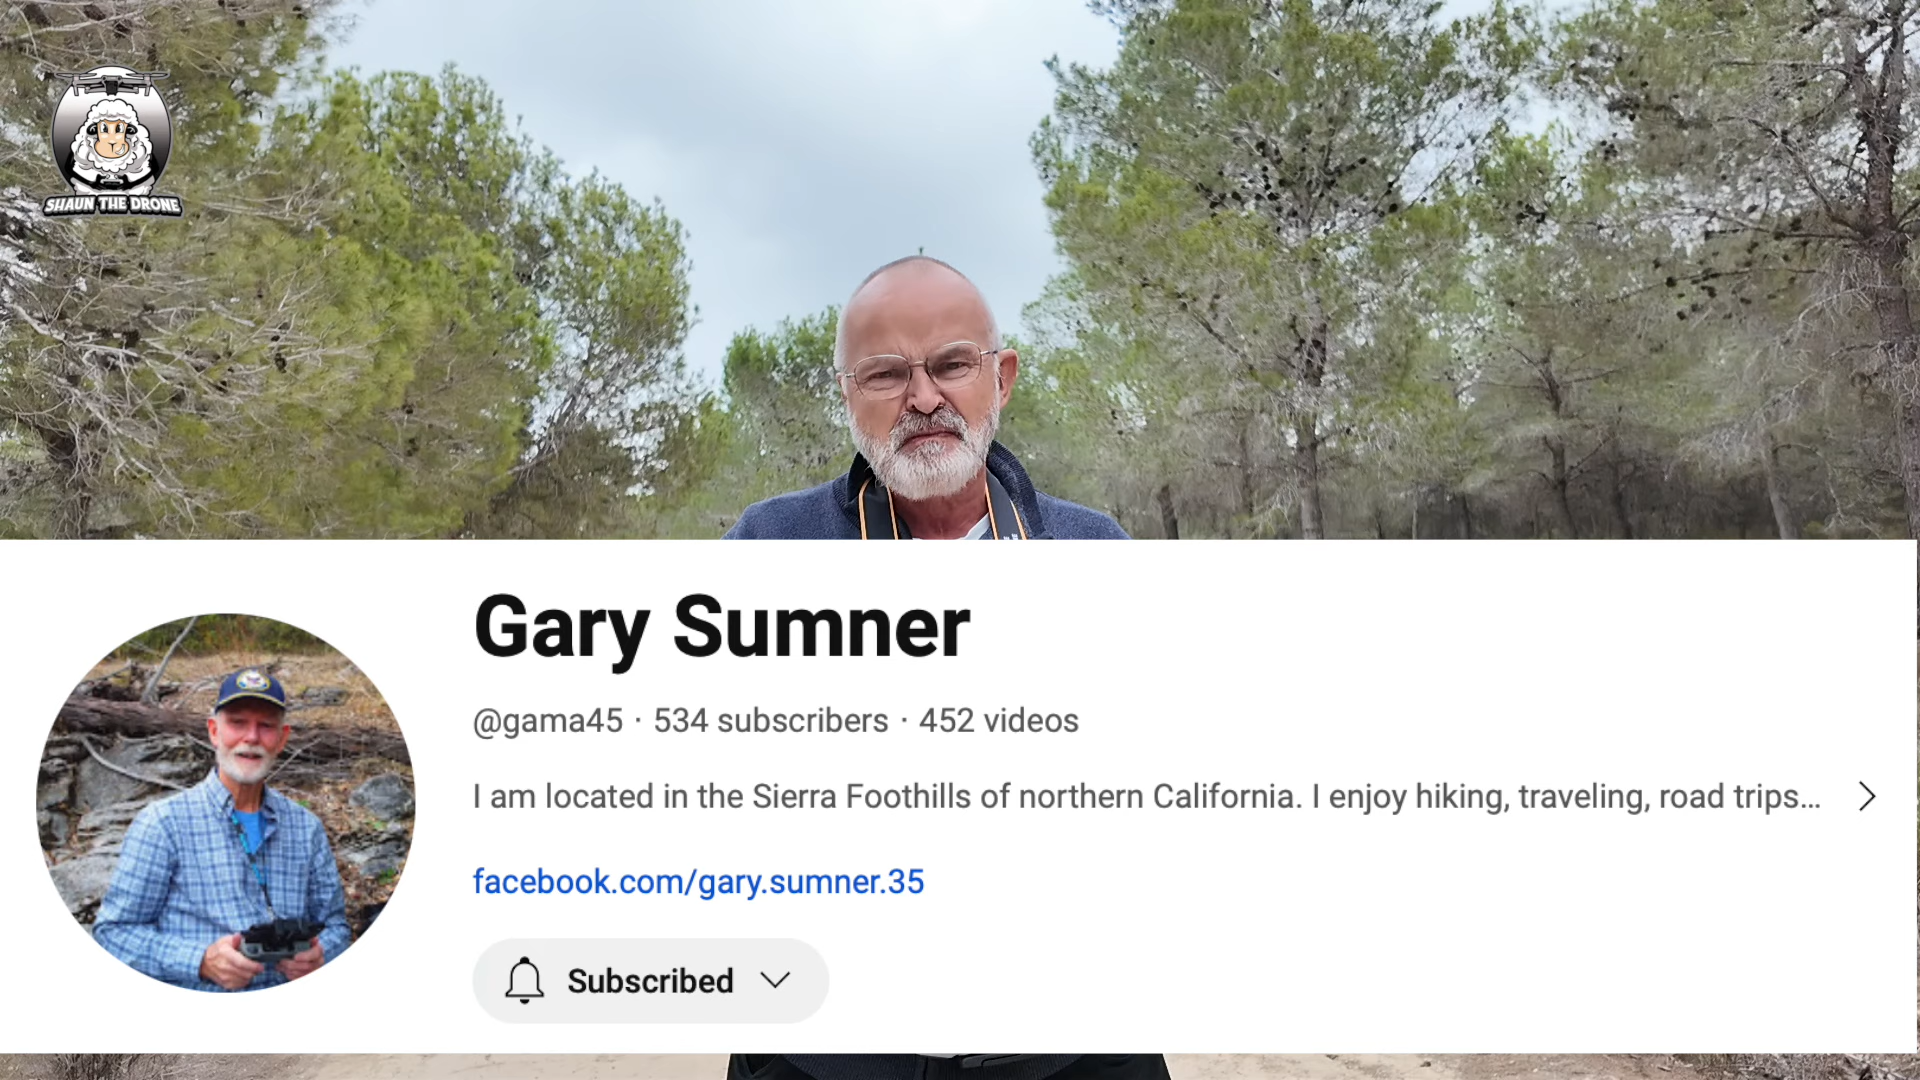 SHAUN THE DRONE
Gary Sumner
@gama45 · 534 subscribers · 452 videos
I am located in the Sierra Foothills of northern California. I enjoy hiking, traveling, road trips...
facebook.com/gary.sumner.35
Subscribed